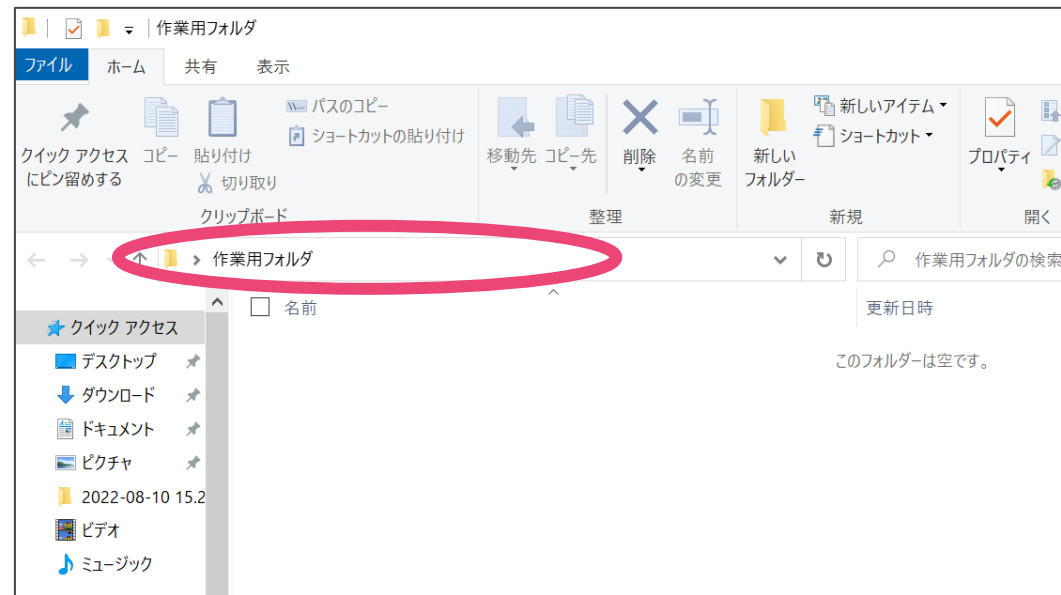 作業用フォルダ
ファイル ホーム 共有 表示
クイック アクセス
にピン留めする
コピー
貼り付け
パスのコピー
ショートカットの貼り付け
切り取り
クリップボード
移動先
コピー先
削除
名前
の変更
整理
新しい
フォルダー
新しいアイテム
ショートカット
新規
プロパティ
開く
作業用フォルダ
作業用フォルダの検索
名前 更新日時
このフォルダーは空です。
クイック アクセス
デスクトップ
ダウンロード
ドキュメント
ピクチャ
2022-08-10 15.2
ビデオ
ミュージック